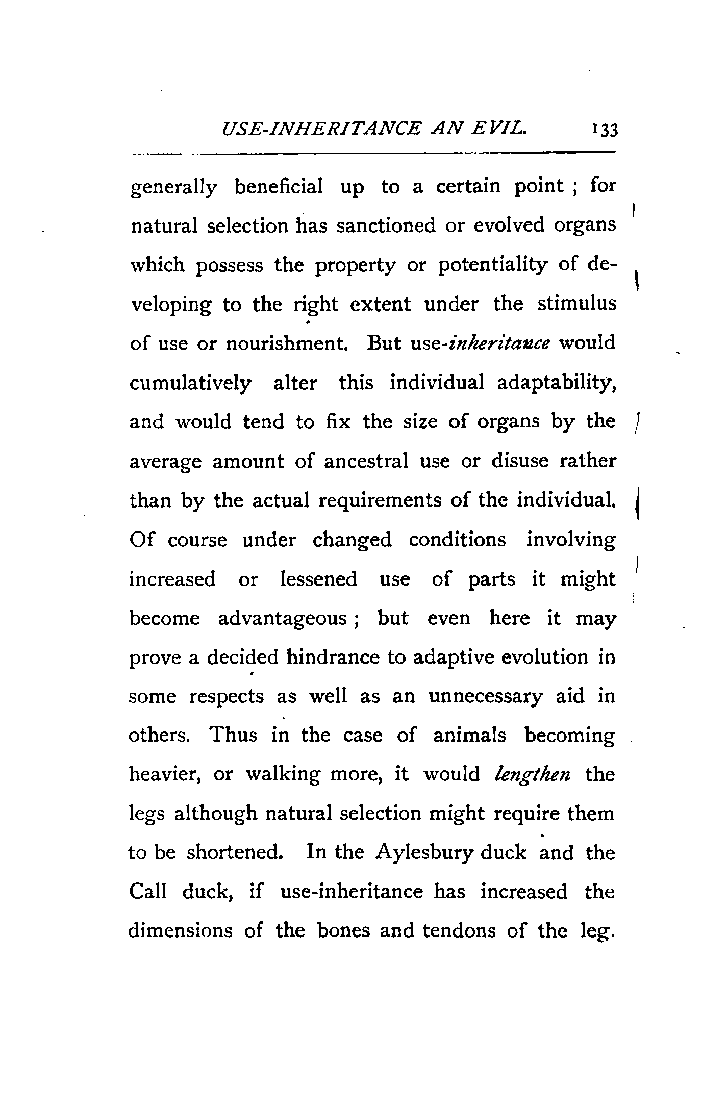 USE-INHERITANCE AN EVIL. 133
generally beneficial up to a certain point ; for
natural selection has sanctioned or evolved organs
which possess the property or potentiality of de-
veloping to the right extent under the stimulus
of use or nourishment. But use-inheritance would
cumulatively alter this individual adaptability,
and would tend to fix the size of organs by the
average amount of ancestral use or disuse rather
than by the actual requirements of the individual.
Of course under changed conditions involving
increased or lessened use of parts it might
become advantageous ; but even here it may
prove a decided hindrance to adaptive evolution in
some respects as well as an unnecessary aid in
others. Thus in the case of animals becoming
heavier, or walking more, it would lengthen the
legs although natural selection might require them
to be shortened. In the Aylesbury duck and the
Call duck, if use-inheritance has increased the
dimensions of the bones and tendons of the leg.